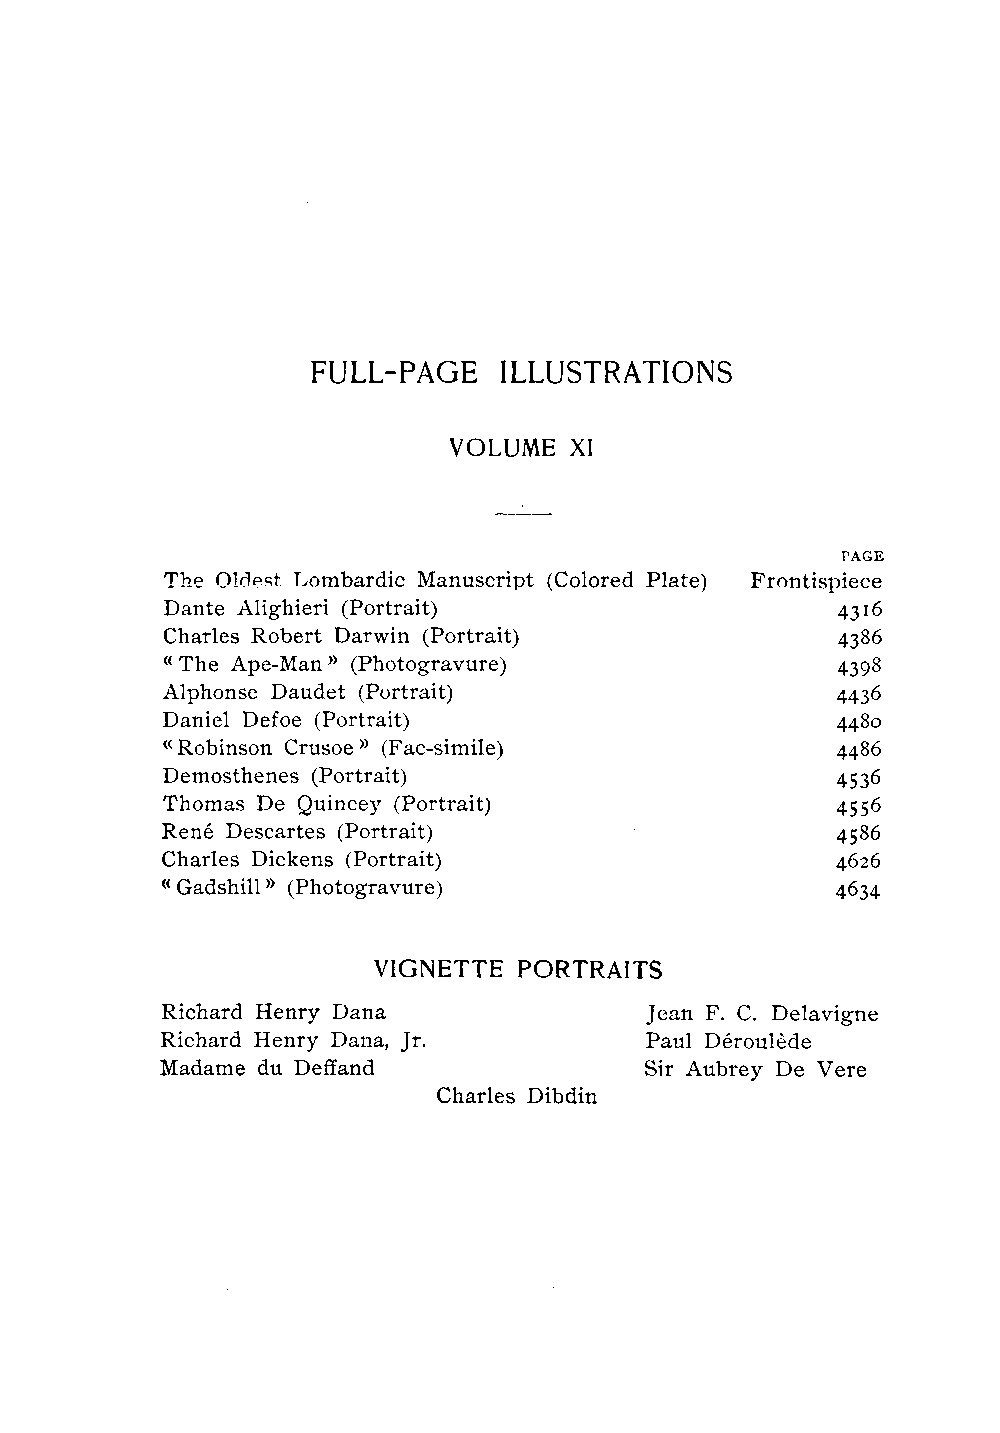 FULL-PAGE ILLUSTRATIONS
VOLUME XI
PAGE
The Oldest Lombardic Manuscript (Colored Plate) Frontispiece
Dante Alighieri (Portrait) 4316
Charles Robert Darwin (Portrait) 4386
«The Ape-Man» (Photogravure) 4398
Alphonse Daudet (Portrait) 4436
Daniel Defoe (Portrait) 4480
«Robinson Crusoe» (Fac-simile) 4486
Demosthenes (Portrait) 4536
Thomas De Quincey (Portrait) 4556
René Descartes (Portrait) 4586
Charles Dickens (Portrait) 4626
«Gadshill» (Photogravure) 4634
VIGNETTE PORTRAITS
Richard Henry Dana Jean F. C. Delavigne
Richard Henry Dana, Jr. Paul Déroulède
Madame du Deffand Sir Aubrey De Vere
Charles Dibdin